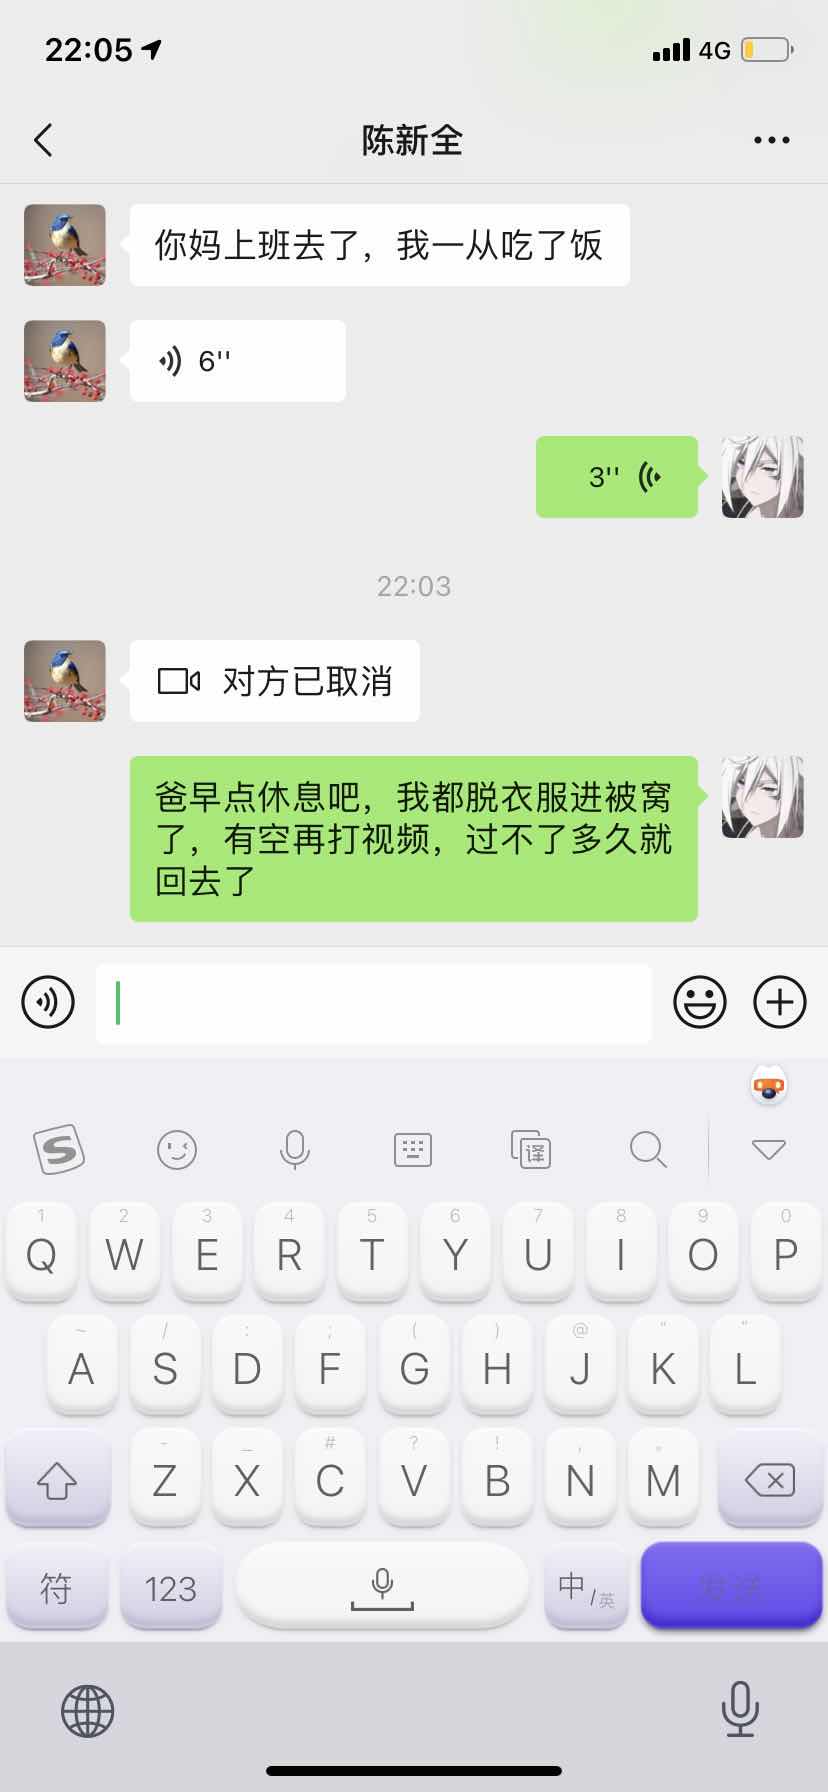 22:05
4G
陈新全
你妈上班去了，我一从吃了饭
6''
3''
22:03
对方已取消
爸早点休息吧，我都脱衣服进被窝
了，有空再打视频，过不了多久就
回去了
S
译
1 2 3 4 5 6 7 8 9 0
Q W E R T Y U I O P
~ / : ; ( ) @ “ ”
A S D F G H J K L
- _ # ? ! , 。
Z X C V B N M
符 123 中/英 发送